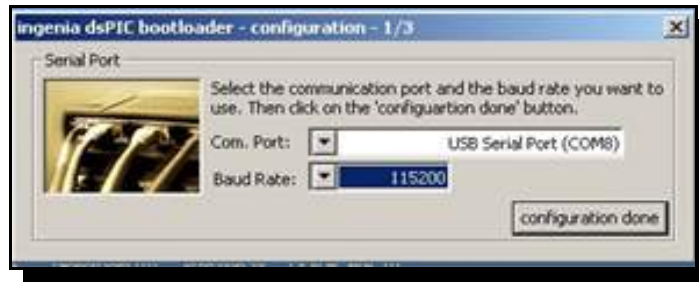 ingenia dsPIC bootloader - configuration - 1/3
Serial Port
Select the communication port and the baud rate you want to
use. Then click on the 'configuartion done' button.
Com. Port: USB Serial Port (COM8)
Baud Rate: 115200
configuration done